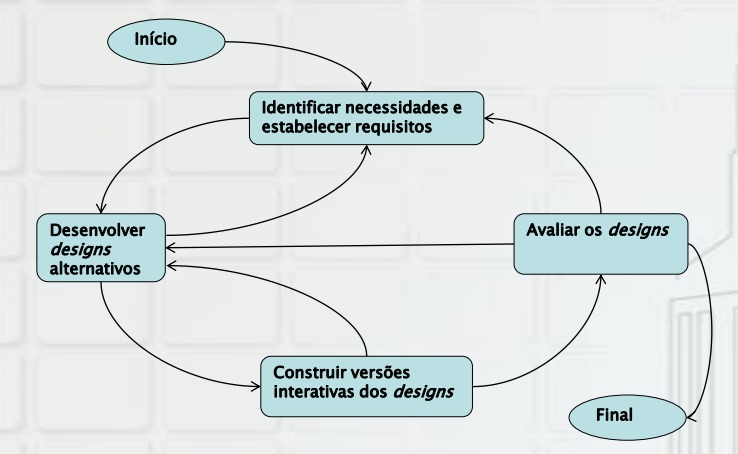 Início
Identificar necessidades e
estabelecer requisitos
Desenvolver
designs
alternativos
Avaliar os designs
Construir versões
interativas dos designs
Final